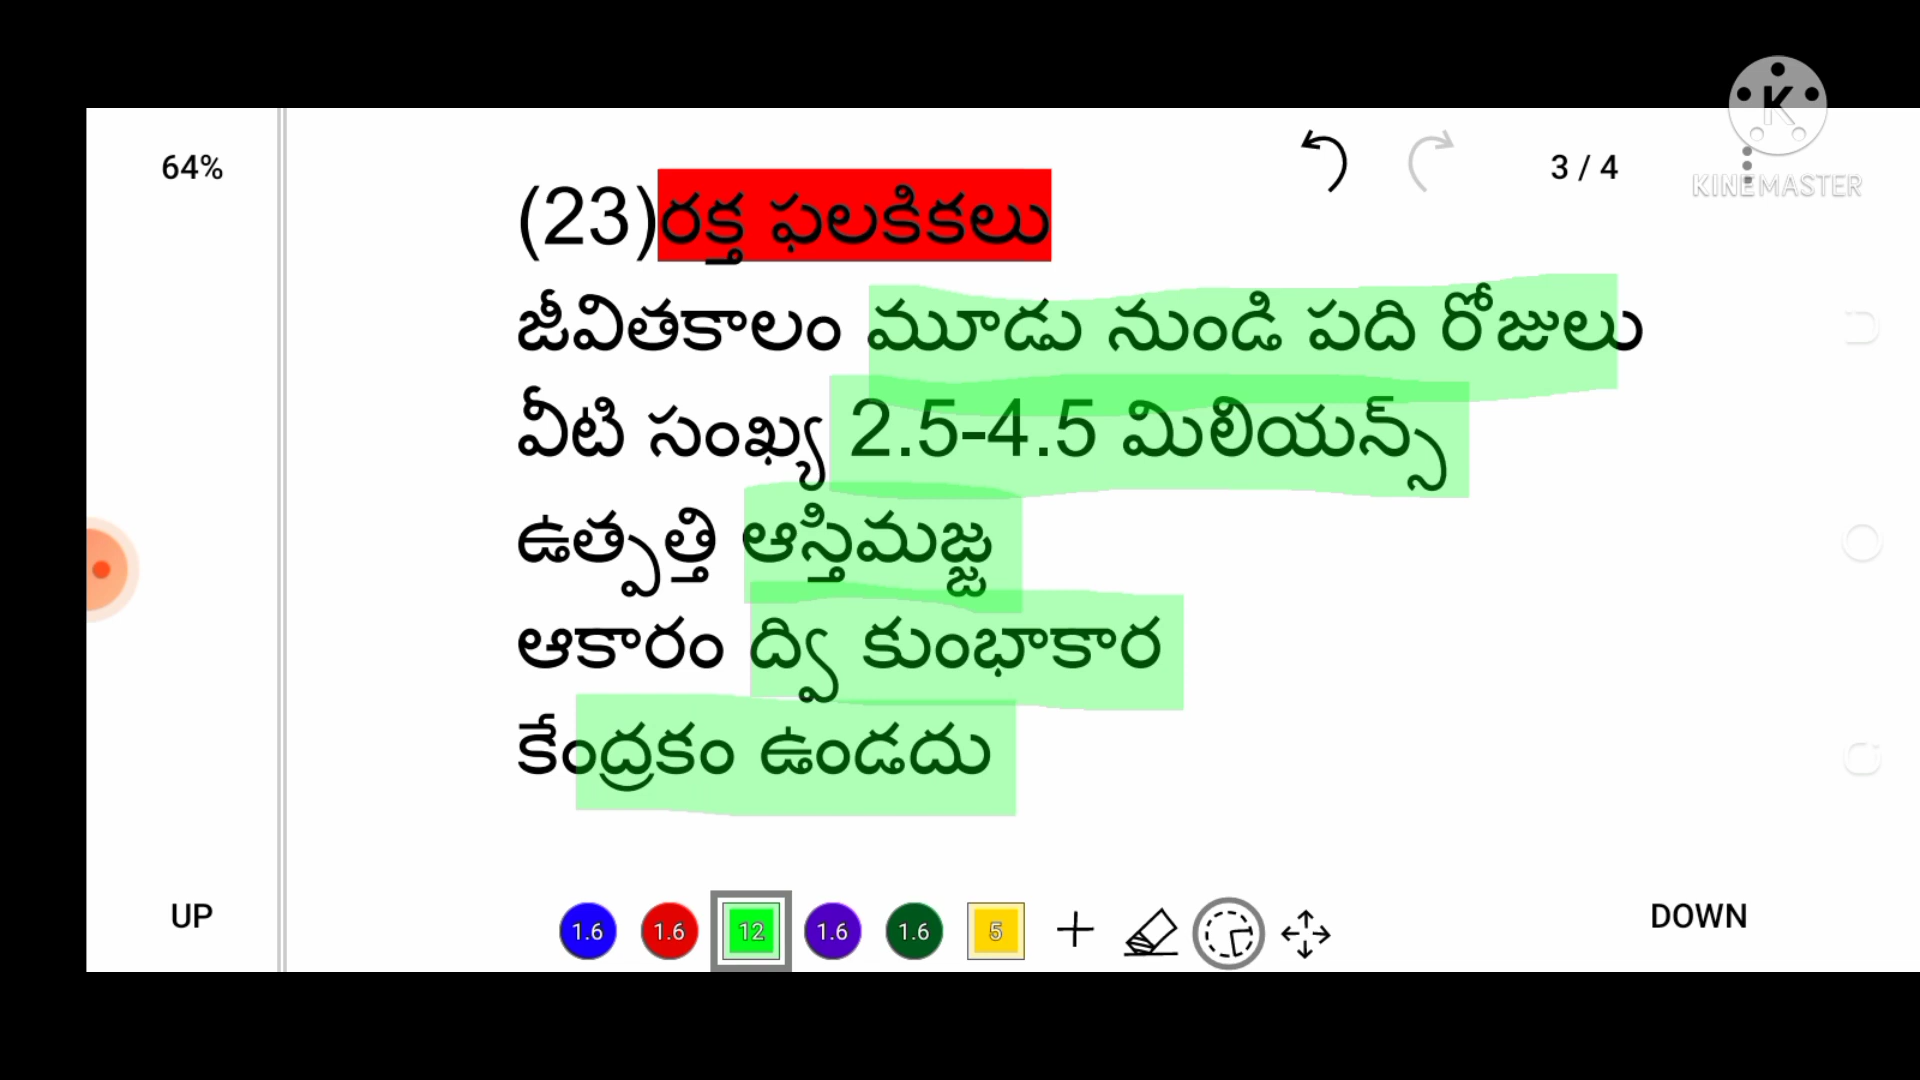 64%
3 / 4
KINEMASTER
(23)రక్త ఫలకికలు
జీవితకాలం మూడు నుండి పది రోజులు
వీటి సంఖ్య 2.5-4.5 మిలియన్స్
ఉత్పత్తి ఆస్తిమజ్జ
ఆకారం ద్వి కుంభాకార
కేంద్రకం ఉండదు
UP
DOWN
1.6 1.6 12 1.6 1.6 5